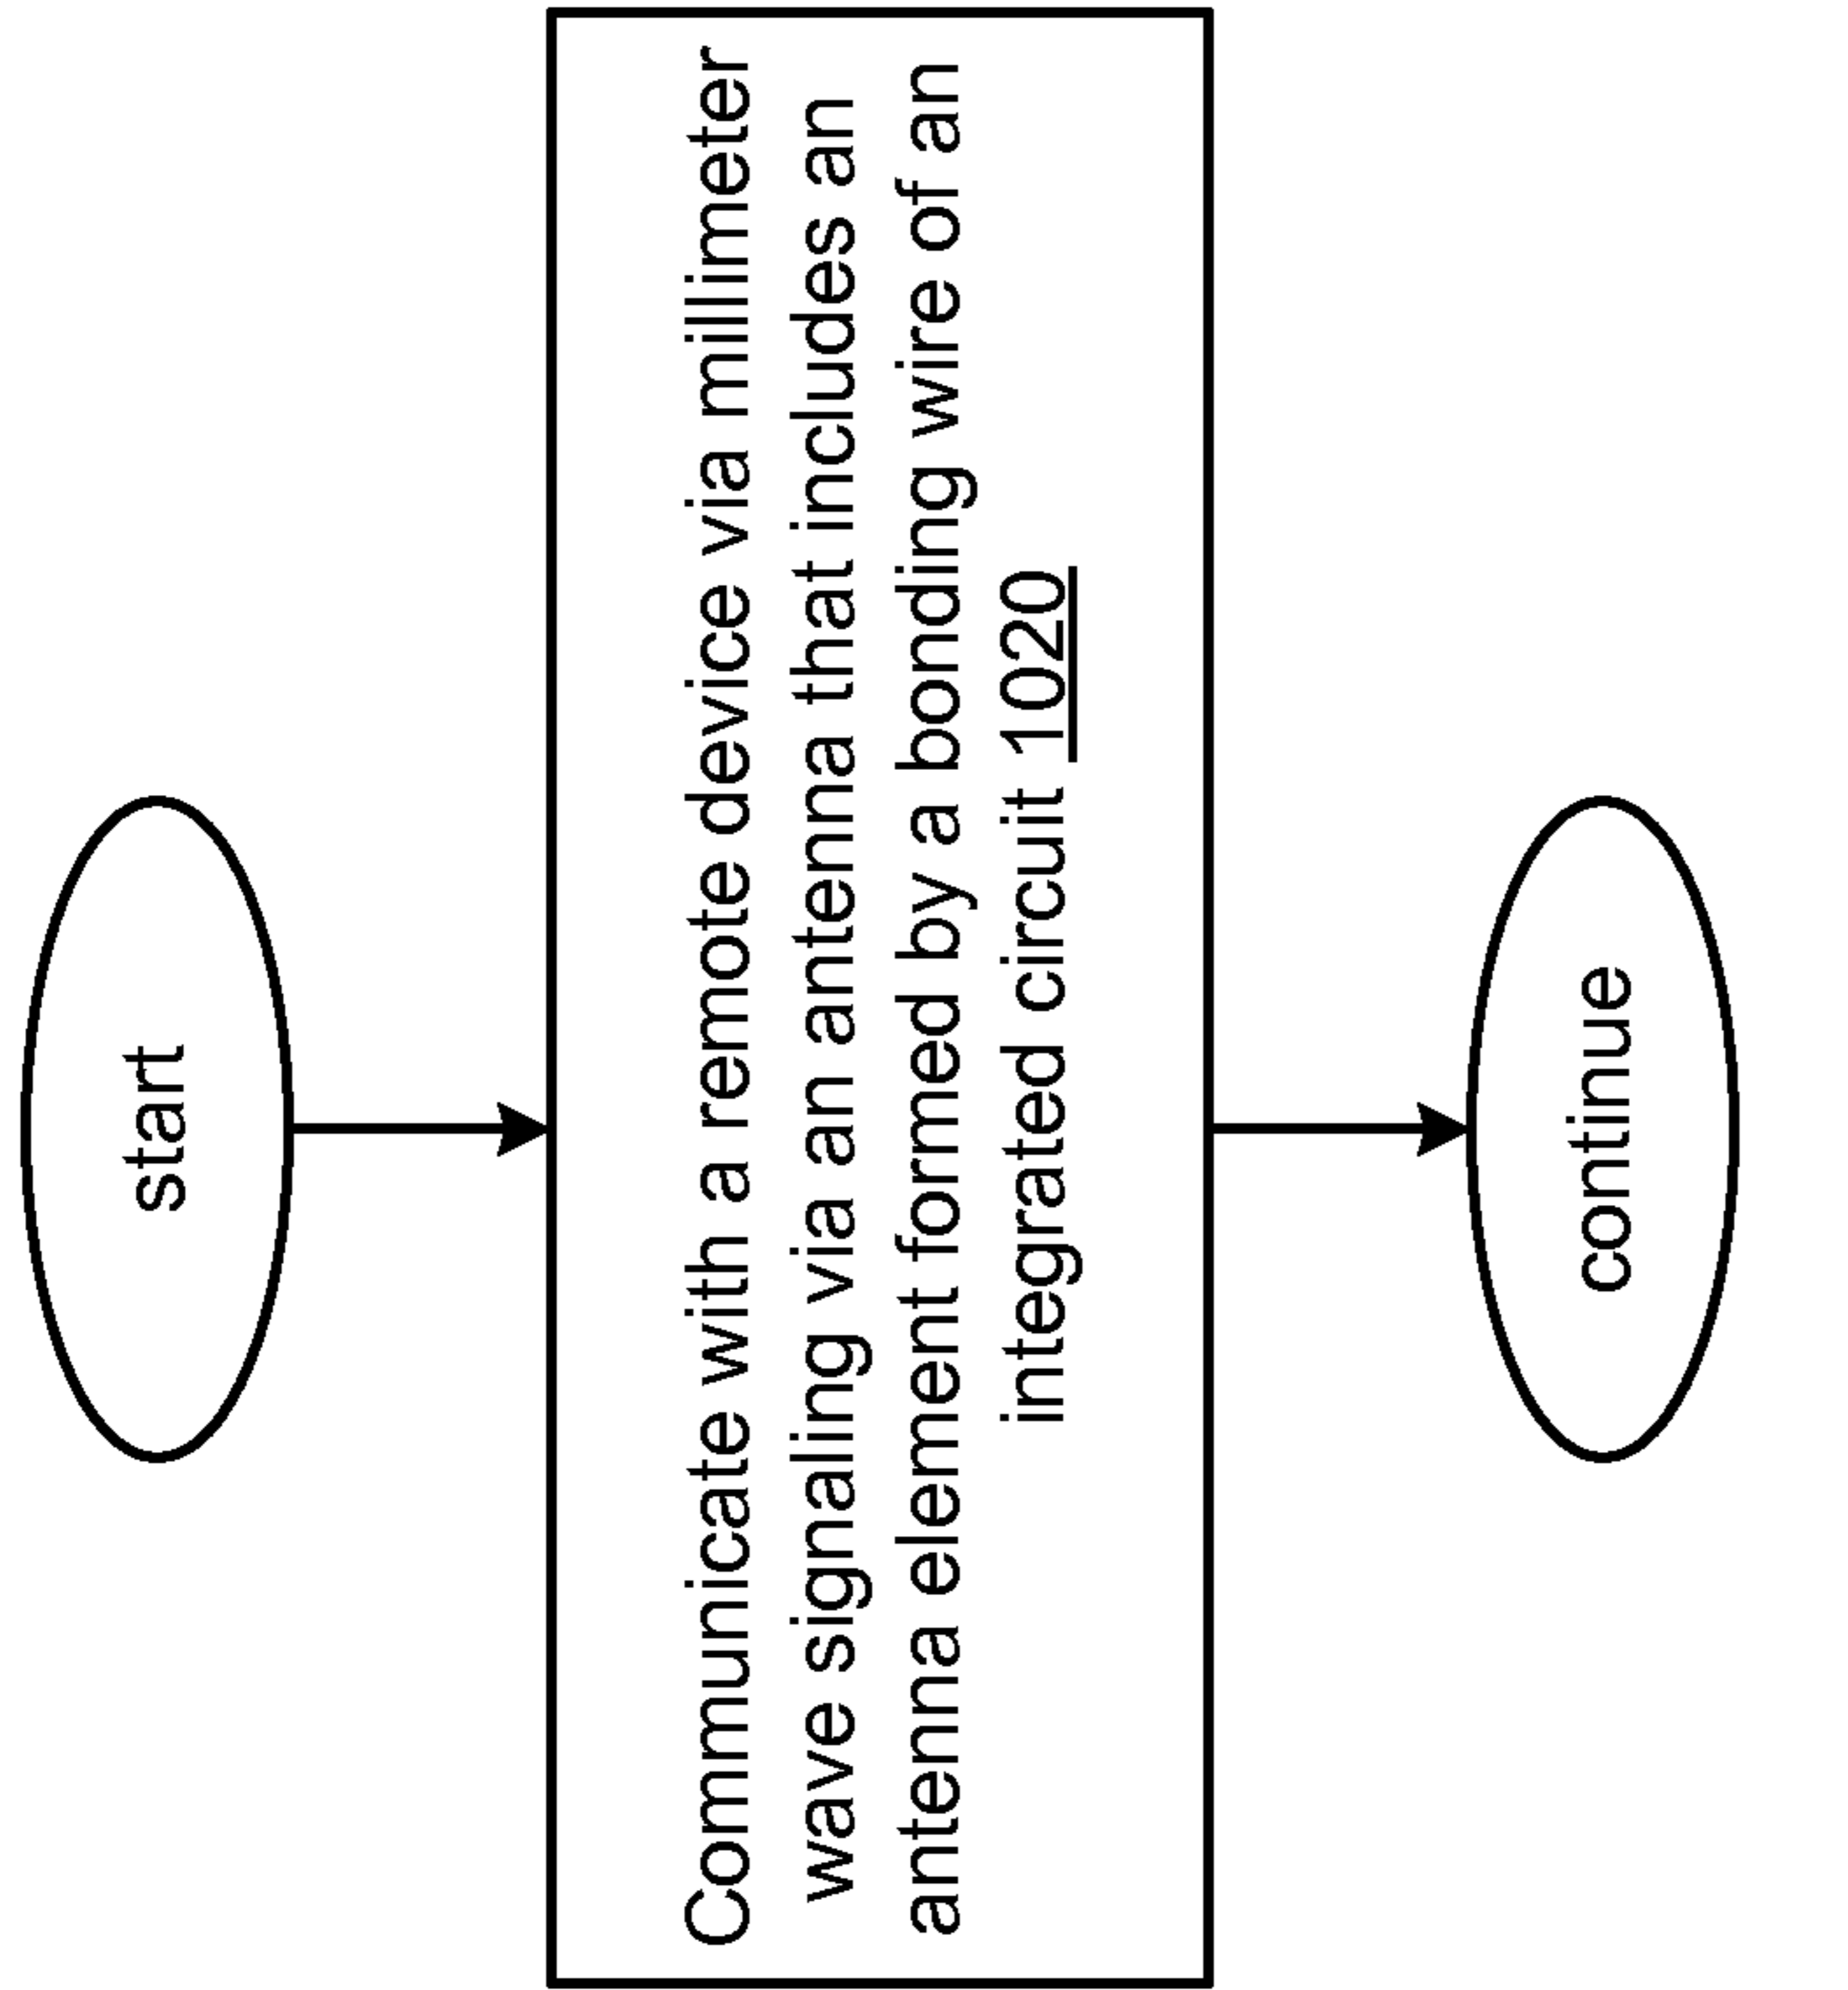 start
Communicate with a remote device via millimeter
wave signaling via an antenna that includes an
antenna element formed by a bonding wire of an
integrated circuit 1020
continue